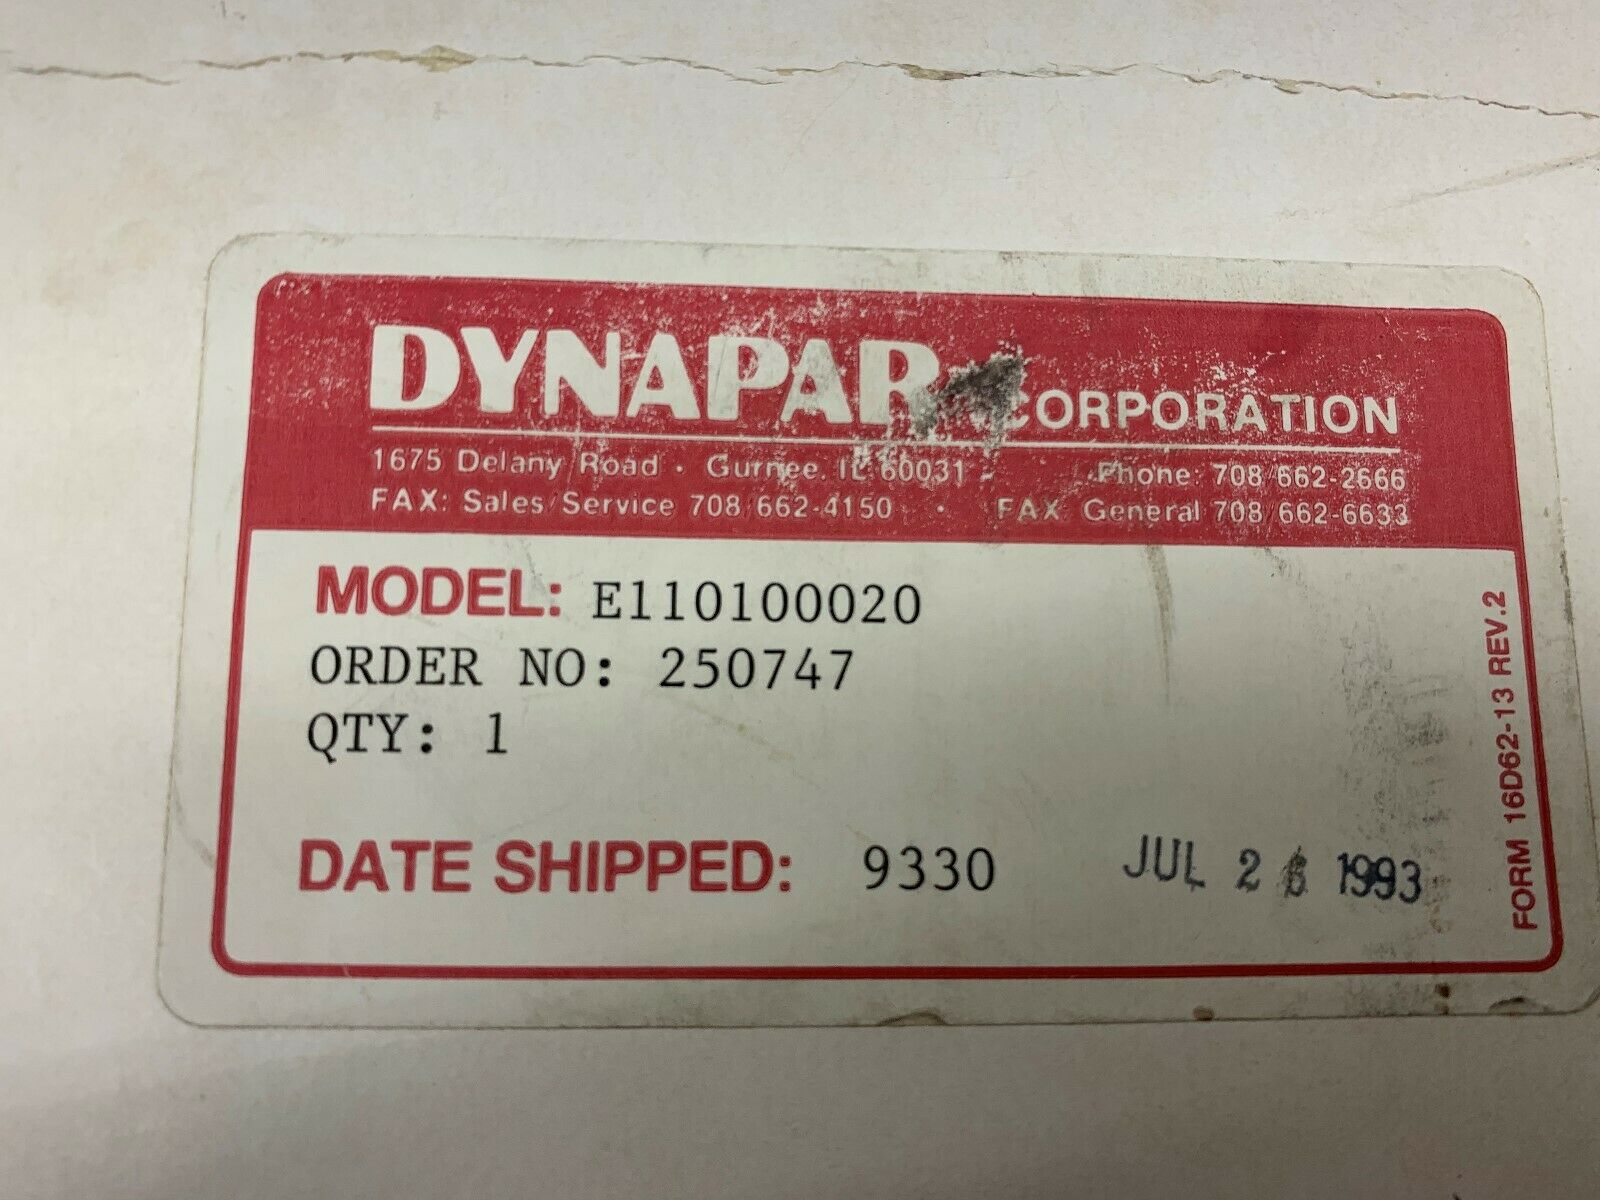 DYNAPAR CORPORATION
1675 Delany Road · Gurnee, IL 60031 · Phone: 708/662-2666
FAX: Sales/Service 708/662-4150 · FAX: General 708/662-6633
MODEL: E110100020
ORDER NO: 250747
QTY: 1
DATE SHIPPED: 9330 JUL 1993
FORM 16D62-13 REV.2